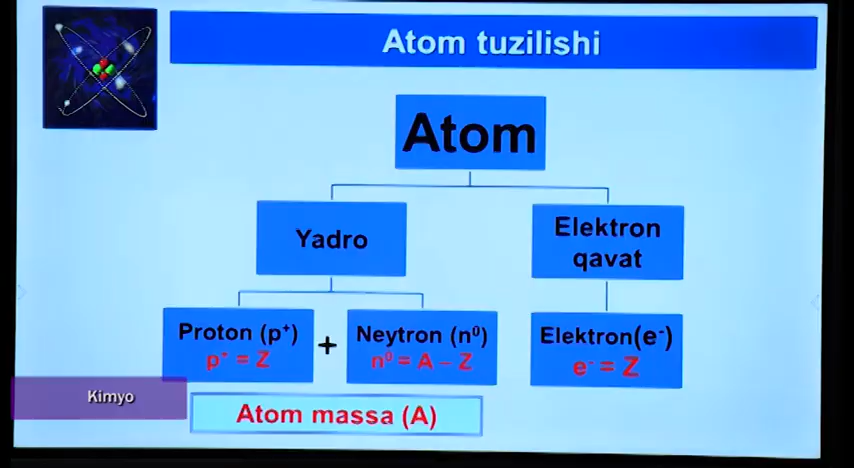 Atom tuzilishi
Atom
Yadro
Elektron
qavat
Proton (p⁺)
p⁺ = Z
+
Neytron (n⁰)
n⁰ = A – Z
Elektron(e⁻)
e⁻ = Z
Kimyo
Atom massa (A)